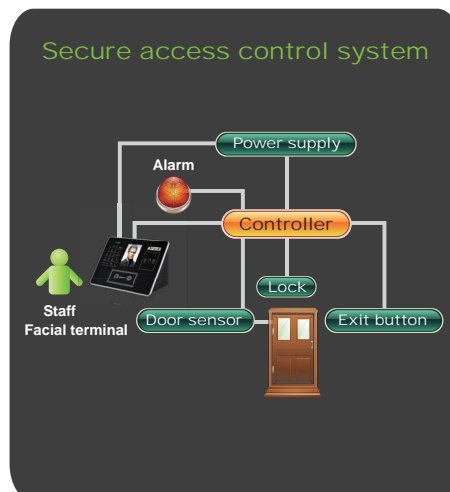 Secure access control system
Power supply
Alarm
Controller
Lock
Staff
Facial terminal
Door sensor
Exit button